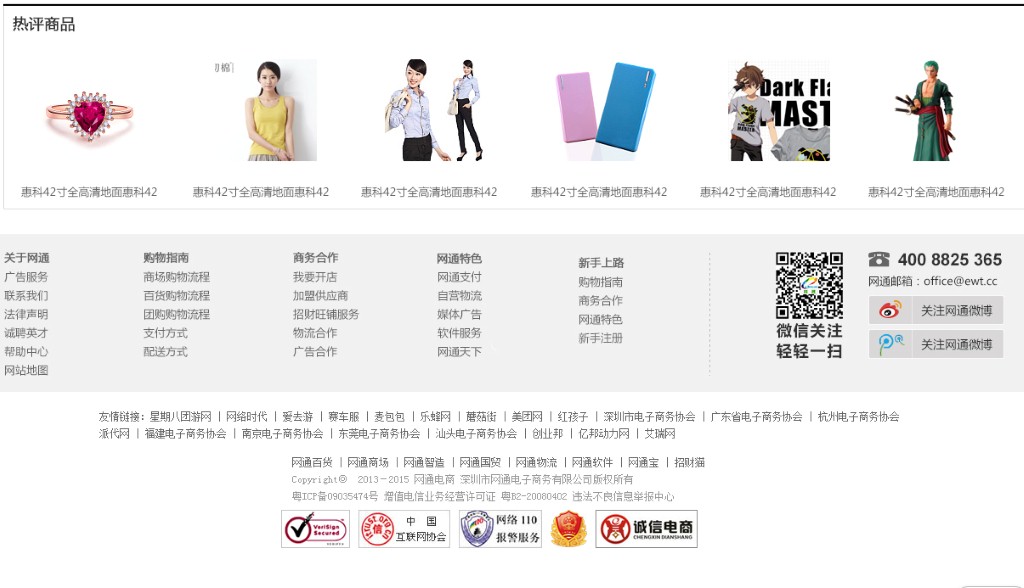 热评商品
Dark Fla
MASTE
惠科42寸全高清地面惠科42 惠科42寸全高清地面惠科42 惠科42寸全高清地面惠科42 惠科42寸全高清地面惠科42 惠科42寸全高清地面惠科42 惠科42寸全高清地面惠科42
关于网通
广告服务
联系我们
法律声明
诚聘英才
帮助中心
网站地图
购物指南
商场购物流程
百货购物流程
团购购物流程
支付方式
配送方式
商务合作
我要开店
加盟供应商
招财旺铺服务
物流合作
广告合作
网通特色
网通支付
自营物流
媒体广告
软件服务
网通天下
新手上路
购物指南
商务合作
网通特色
新手注册
微信关注
轻轻一扫
400 8825 365
网通邮箱：office@ewt.cc
关注网通微博
关注网通微博
友情链接：星期八团游网 | 网络时代 | 爱去游 | 赛车服 | 麦包包 | 乐蜂网 | 蘑菇街 | 美团网 | 红孩子 | 深圳市电子商务协会 | 广东省电子商务协会 | 杭州电子商务协会
派代网 | 福建电子商务协会 | 南京电子商务协会 | 东莞电子商务协会 | 汕头电子商务协会 | 创业邦 | 亿邦动力网 | 艾瑞网
网通百货 | 网通商场 | 网通智造 | 网通国贸 | 网通物流 | 网通软件 | 网通宝 | 招财猫
Copyright© 2013-2015 网通电商 深圳市网通电子商务有限公司版权所有
粤ICP备09035474号 增值电信业务经营许可证 粤B2-20080402 违法不良信息举报中心
VeriSign
Secured
信
中 国
互联网协会
网络 110
报警服务
诚信电商
CHENGXIN DIANSHANG